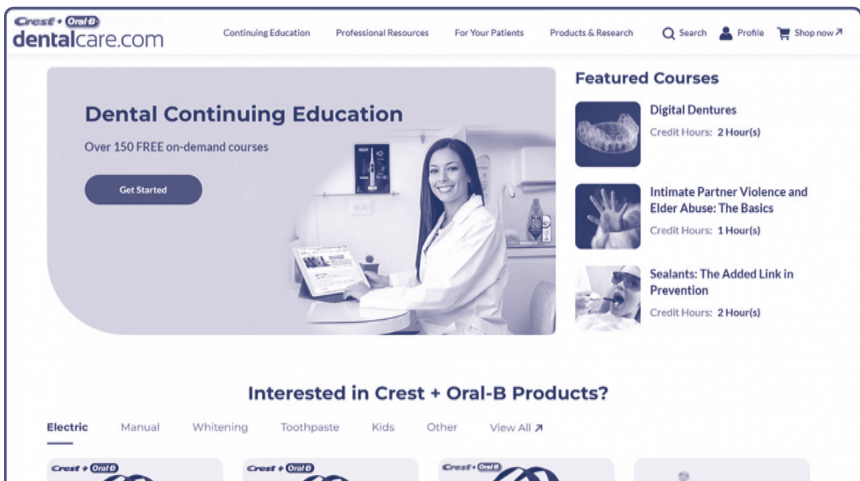 Crest + Oral-B
dentalcare.com
Continuing Education
Professional Resources
For Your Patients
Products & Research
Search
Profile
Shop now
Dental Continuing Education
Over 150 FREE on-demand courses
Get Started
Featured Courses
Digital Dentures
Credit Hours: 2 Hour(s)
Intimate Partner Violence and
Elder Abuse: The Basics
Credit Hours: 1 Hour(s)
Sealants: The Added Link in
Prevention
Credit Hours: 2 Hour(s)
Interested in Crest + Oral-B Products?
Electric
Manual
Whitening
Toothpaste
Kids
Other
View All
Crest + Oral-B
Crest + Oral-B
Crest + Oral-B